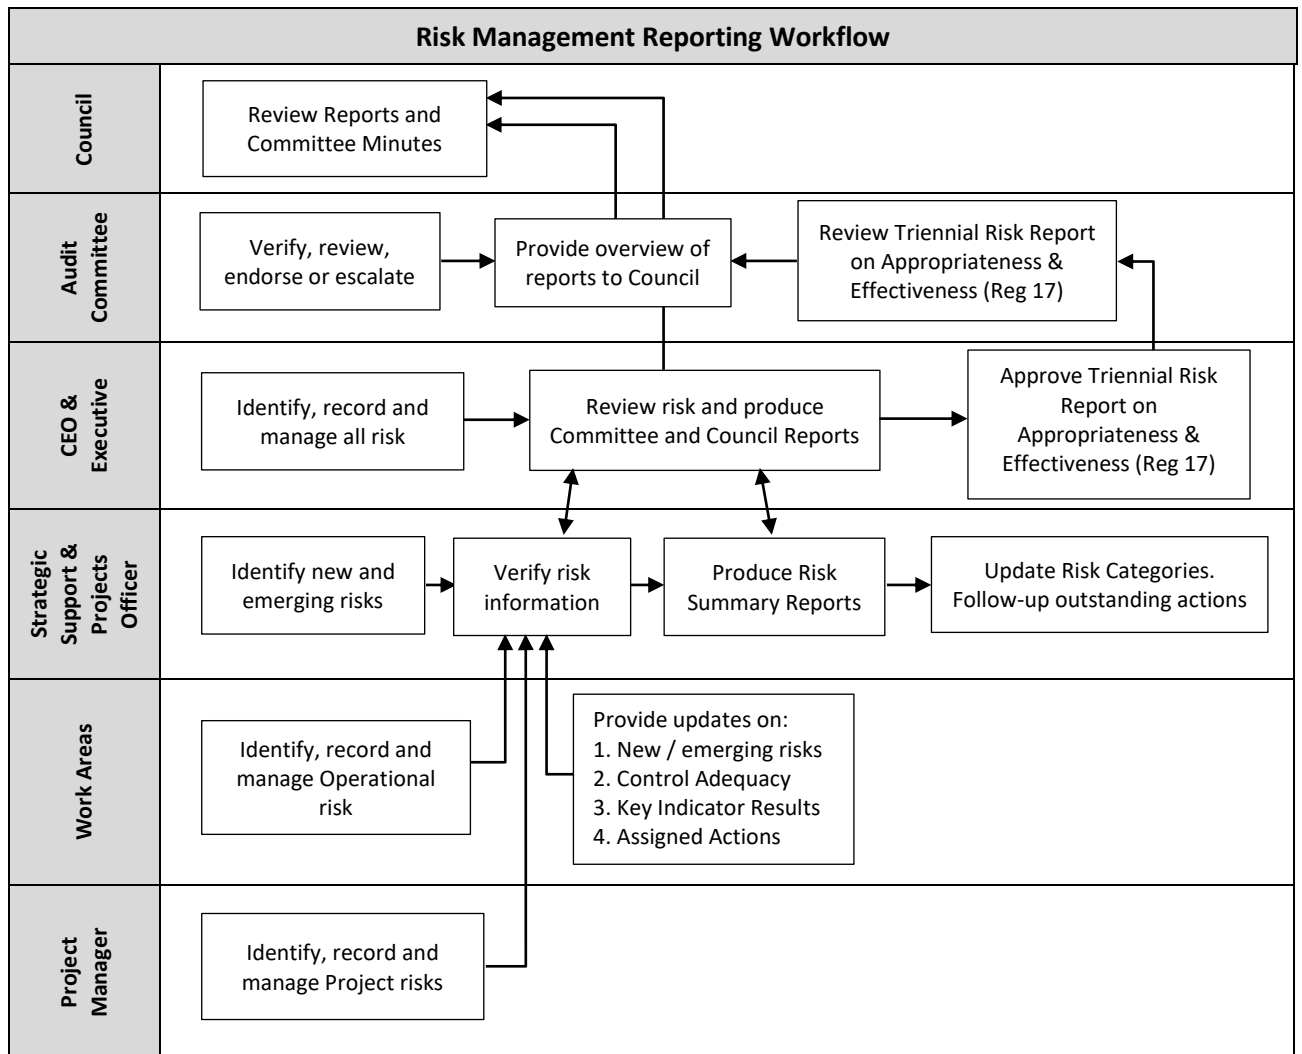 Risk Management Reporting Workflow
Council
Review Reports and
Committee Minutes
Audit
Committee
Verify, review,
endorse or escalate
Provide overview of
reports to Council
Review Triennial Risk Report
on Appropriateness &
Effectiveness (Reg 17)
CEO &
Executive
Identify, record and
manage all risk
Review risk and produce
Committee and Council Reports
Approve Triennial Risk
Report on
Appropriateness &
Effectiveness (Reg 17)
Strategic
Support &
Projects
Officer
Identify new and
emerging risks
Verify risk
information
Produce Risk
Summary Reports
Update Risk Categories.
Follow-up outstanding actions
Work Areas
Identify, record and
manage Operational
risk
Provide updates on:
1. New / emerging risks
2. Control Adequacy
3. Key Indicator Results
4. Assigned Actions
Project
Manager
Identify, record and
manage Project risks